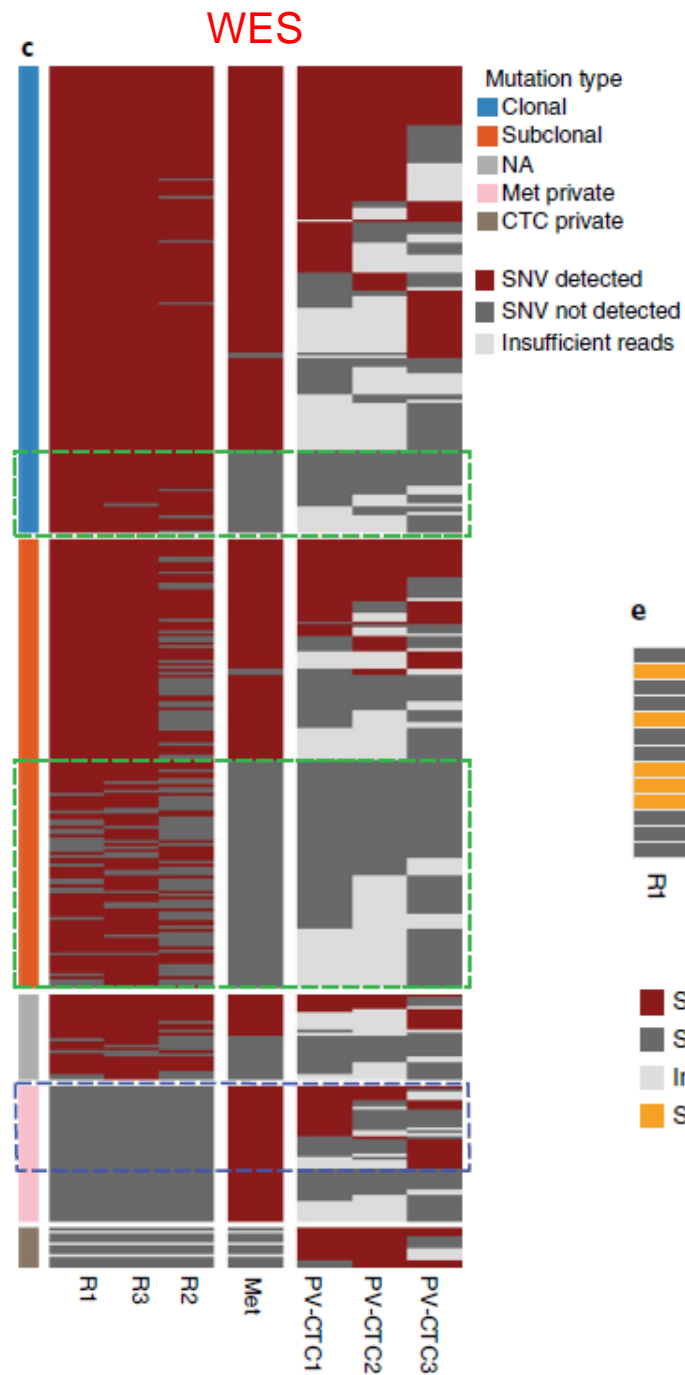 WES
c
Mutation type
Clonal
Subclonal
NA
Met private
CTC private
SNV detected
SNV not detected
Insufficient reads
e
R1
S
S
In
S
R1
R3
R2
Met
PV-CTC1
PV-CTC2
PV-CTC3